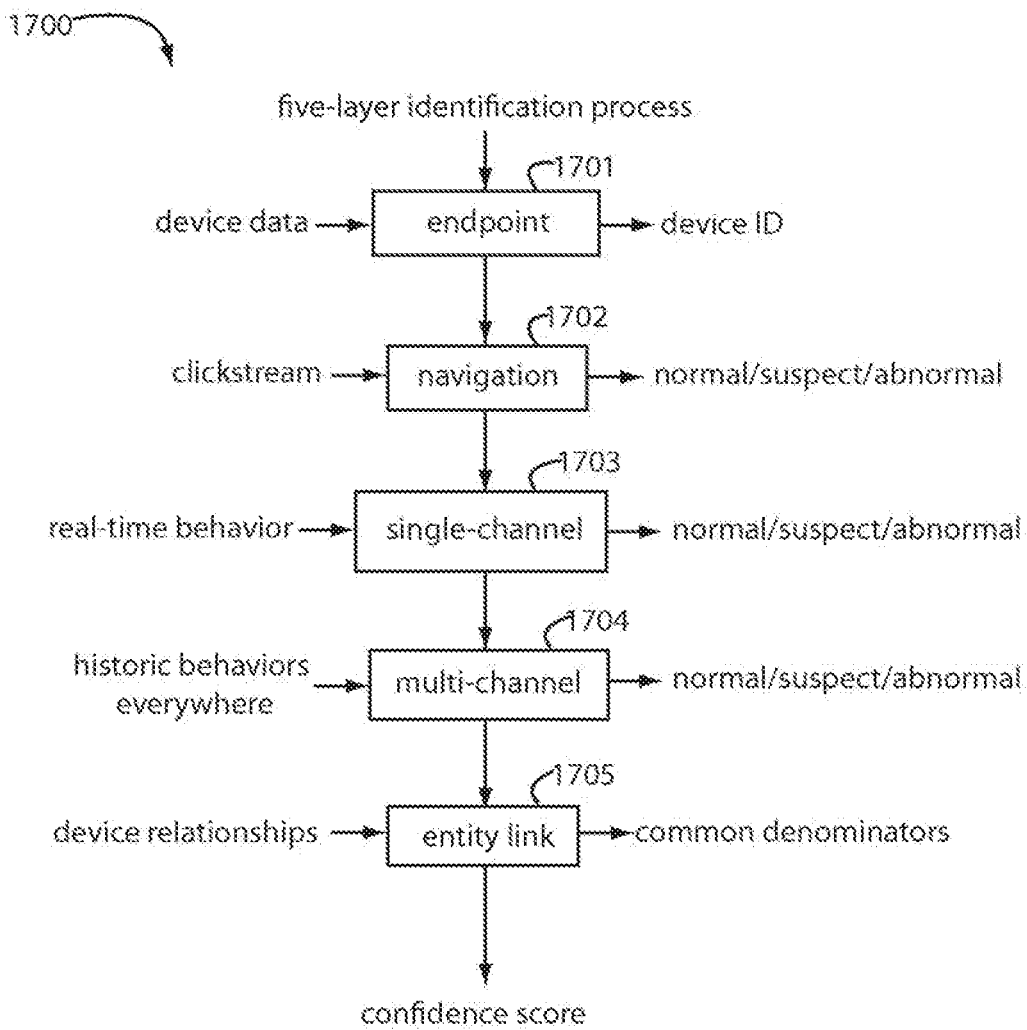 1700
five-layer identification process
1701
device data
endpoint
device ID
1702
clickstream
navigation
normal/suspect/abnormal
1703
real-time behavior
single-channel
normal/suspect/abnormal
1704
historic behaviors
everywhere
multi-channel
normal/suspect/abnormal
1705
device relationships
entity link
common denominators
confidence score